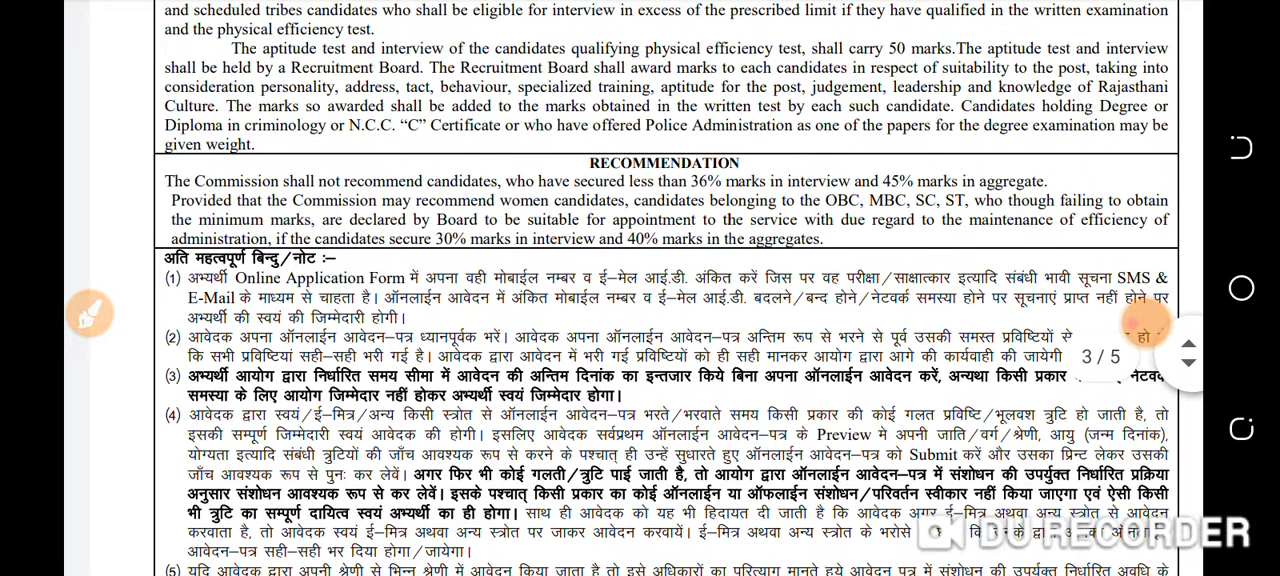 and scheduled tribes candidates who shall be eligible for interview in excess of the prescribed limit if they have qualified in the written examination
and the physical efficiency test.
The aptitude test and interview of the candidates qualifying physical efficiency test, shall carry 50 marks.The aptitude test and interview
shall be held by a Recruitment Board. The Recruitment Board shall award marks to each candidates in respect of suitability to the post, taking into
consideration personality, address, tact, behaviour, specialized training, aptitude for the post, judgement, leadership and knowledge of Rajasthani
Culture. The marks so awarded shall be added to the marks obtained in the written test by each such candidate. Candidates holding Degree or
Diploma in criminology or N.C.C. “C” Certificate or who have offered Police Administration as one of the papers for the degree examination may be
given weight.
RECOMMENDATION
The Commission shall not recommend candidates, who have secured less than 36% marks in interview and 45% marks in aggregate.
Provided that the Commission may recommend women candidates, candidates belonging to the OBC, MBC, SC, ST, who though failing to obtain
the minimum marks, are declared by Board to be suitable for appointment to the service with due regard to the maintenance of efficiency of
administration, if the candidates secure 30% marks in interview and 40% marks in the aggregates.
अति महत्वपूर्ण बिन्दु/नोट :–
(1) अभ्यर्थी Online Application Form में अपना वही मोबाईल नम्बर व ई–मेल आई.डी. अंकित करें जिस पर वह परीक्षा/साक्षात्कार इत्यादि संबंधी भावी सूचना SMS &
E-Mail के माध्यम से चाहता है। ऑनलाईन आवेदन में अंकित मोबाईल नम्बर व ई–मेल आई.डी. बदलने/बन्द होने/नेटवर्क समस्या होने पर सूचनाएं प्राप्त नहीं होने पर
अभ्यर्थी की स्वयं की जिम्मेदारी होगी।
(2) आवेदक अपना ऑनलाईन आवेदन–पत्र ध्यानपूर्वक भरें। आवेदक अपना ऑनलाईन आवेदन–पत्र अन्तिम रूप से भरने से पूर्व उसकी समस्त प्रविष्टियों से हो
कि सभी प्रविष्टियां सही–सही भरी गई है। आवेदक द्वारा आवेदन में भरी गई प्रविष्टियों को ही सही मानकर आयोग द्वारा आगे की कार्यवाही की जायेगी
3 / 5
(3) अभ्यर्थी आयोग द्वारा निर्धारित समय सीमा में आवेदन की अन्तिम दिनांक का इन्तजार किये बिना अपना ऑनलाईन आवेदन करें, अन्यथा किसी प्रकार नेटवर्क
समस्या के लिए आयोग जिम्मेदार नहीं होकर अभ्यर्थी स्वयं जिम्मेदार होगा।
(4) आवेदक द्वारा स्वयं/ई–मित्र/अन्य किसी स्त्रोत से ऑनलाईन आवेदन–पत्र भरते/भरवाते समय किसी प्रकार की कोई गलत प्रविष्टि/भूलवश त्रुटि हो जाती है, तो
इसकी सम्पूर्ण जिम्मेदारी स्वयं आवेदक की होगी। इसलिए आवेदक सर्वप्रथम ऑनलाईन आवेदन–पत्र के Preview मे अपनी जाति/वर्ग/श्रेणी, आयु (जन्म दिनांक),
योग्यता इत्यादि संबंधी त्रुटियों की जाँच आवश्यक रूप से करने के पश्चात् ही उन्हें सुधारते हुए ऑनलाईन आवेदन–पत्र को Submit करें और उसका प्रिन्ट लेकर उसकी
जाँच आवश्यक रूप से पुनः कर लेवें। अगर फिर भी कोई गलती/त्रुटि पाई जाती है, तो आयोग द्वारा ऑनलाईन आवेदन–पत्र में संशोधन की उपर्युक्त निर्धारित प्रक्रिया
अनुसार संशोधन आवश्यक रूप से कर लेवें। इसके पश्चात् किसी प्रकार का कोई ऑनलाईन या ऑफलाईन संशोधन/परिवर्तन स्वीकार नहीं किया जाएगा एवं ऐसी किसी
भी त्रुटि का सम्पूर्ण दायित्व स्वयं अभ्यर्थी का ही होगा। साथ ही आवेदक को यह भी हिदायत दी जाती है कि आवेदक अगर ई–मित्र अथवा अन्य स्त्रोत से आवेदन
करवाता है, तो आवेदक स्वयं ई–मित्र अथवा अन्य स्त्रोत पर जाकर आवेदन करवायें। ई–मित्र अथवा अन्य स्त्रोत के भरोसे
DU RECORDER
आवेदन–पत्र सही–सही भर दिया होगा/जायेगा।
(5) यदि आवेदक द्वारा अपनी श्रेणी से भिन्न श्रेणी में आवेदन किया जाता है तो इसे अधिकारों का परित्याग मानते हुये आवेदन पत्र में संशोधन की उपर्युक्त निर्धारित अवधि के